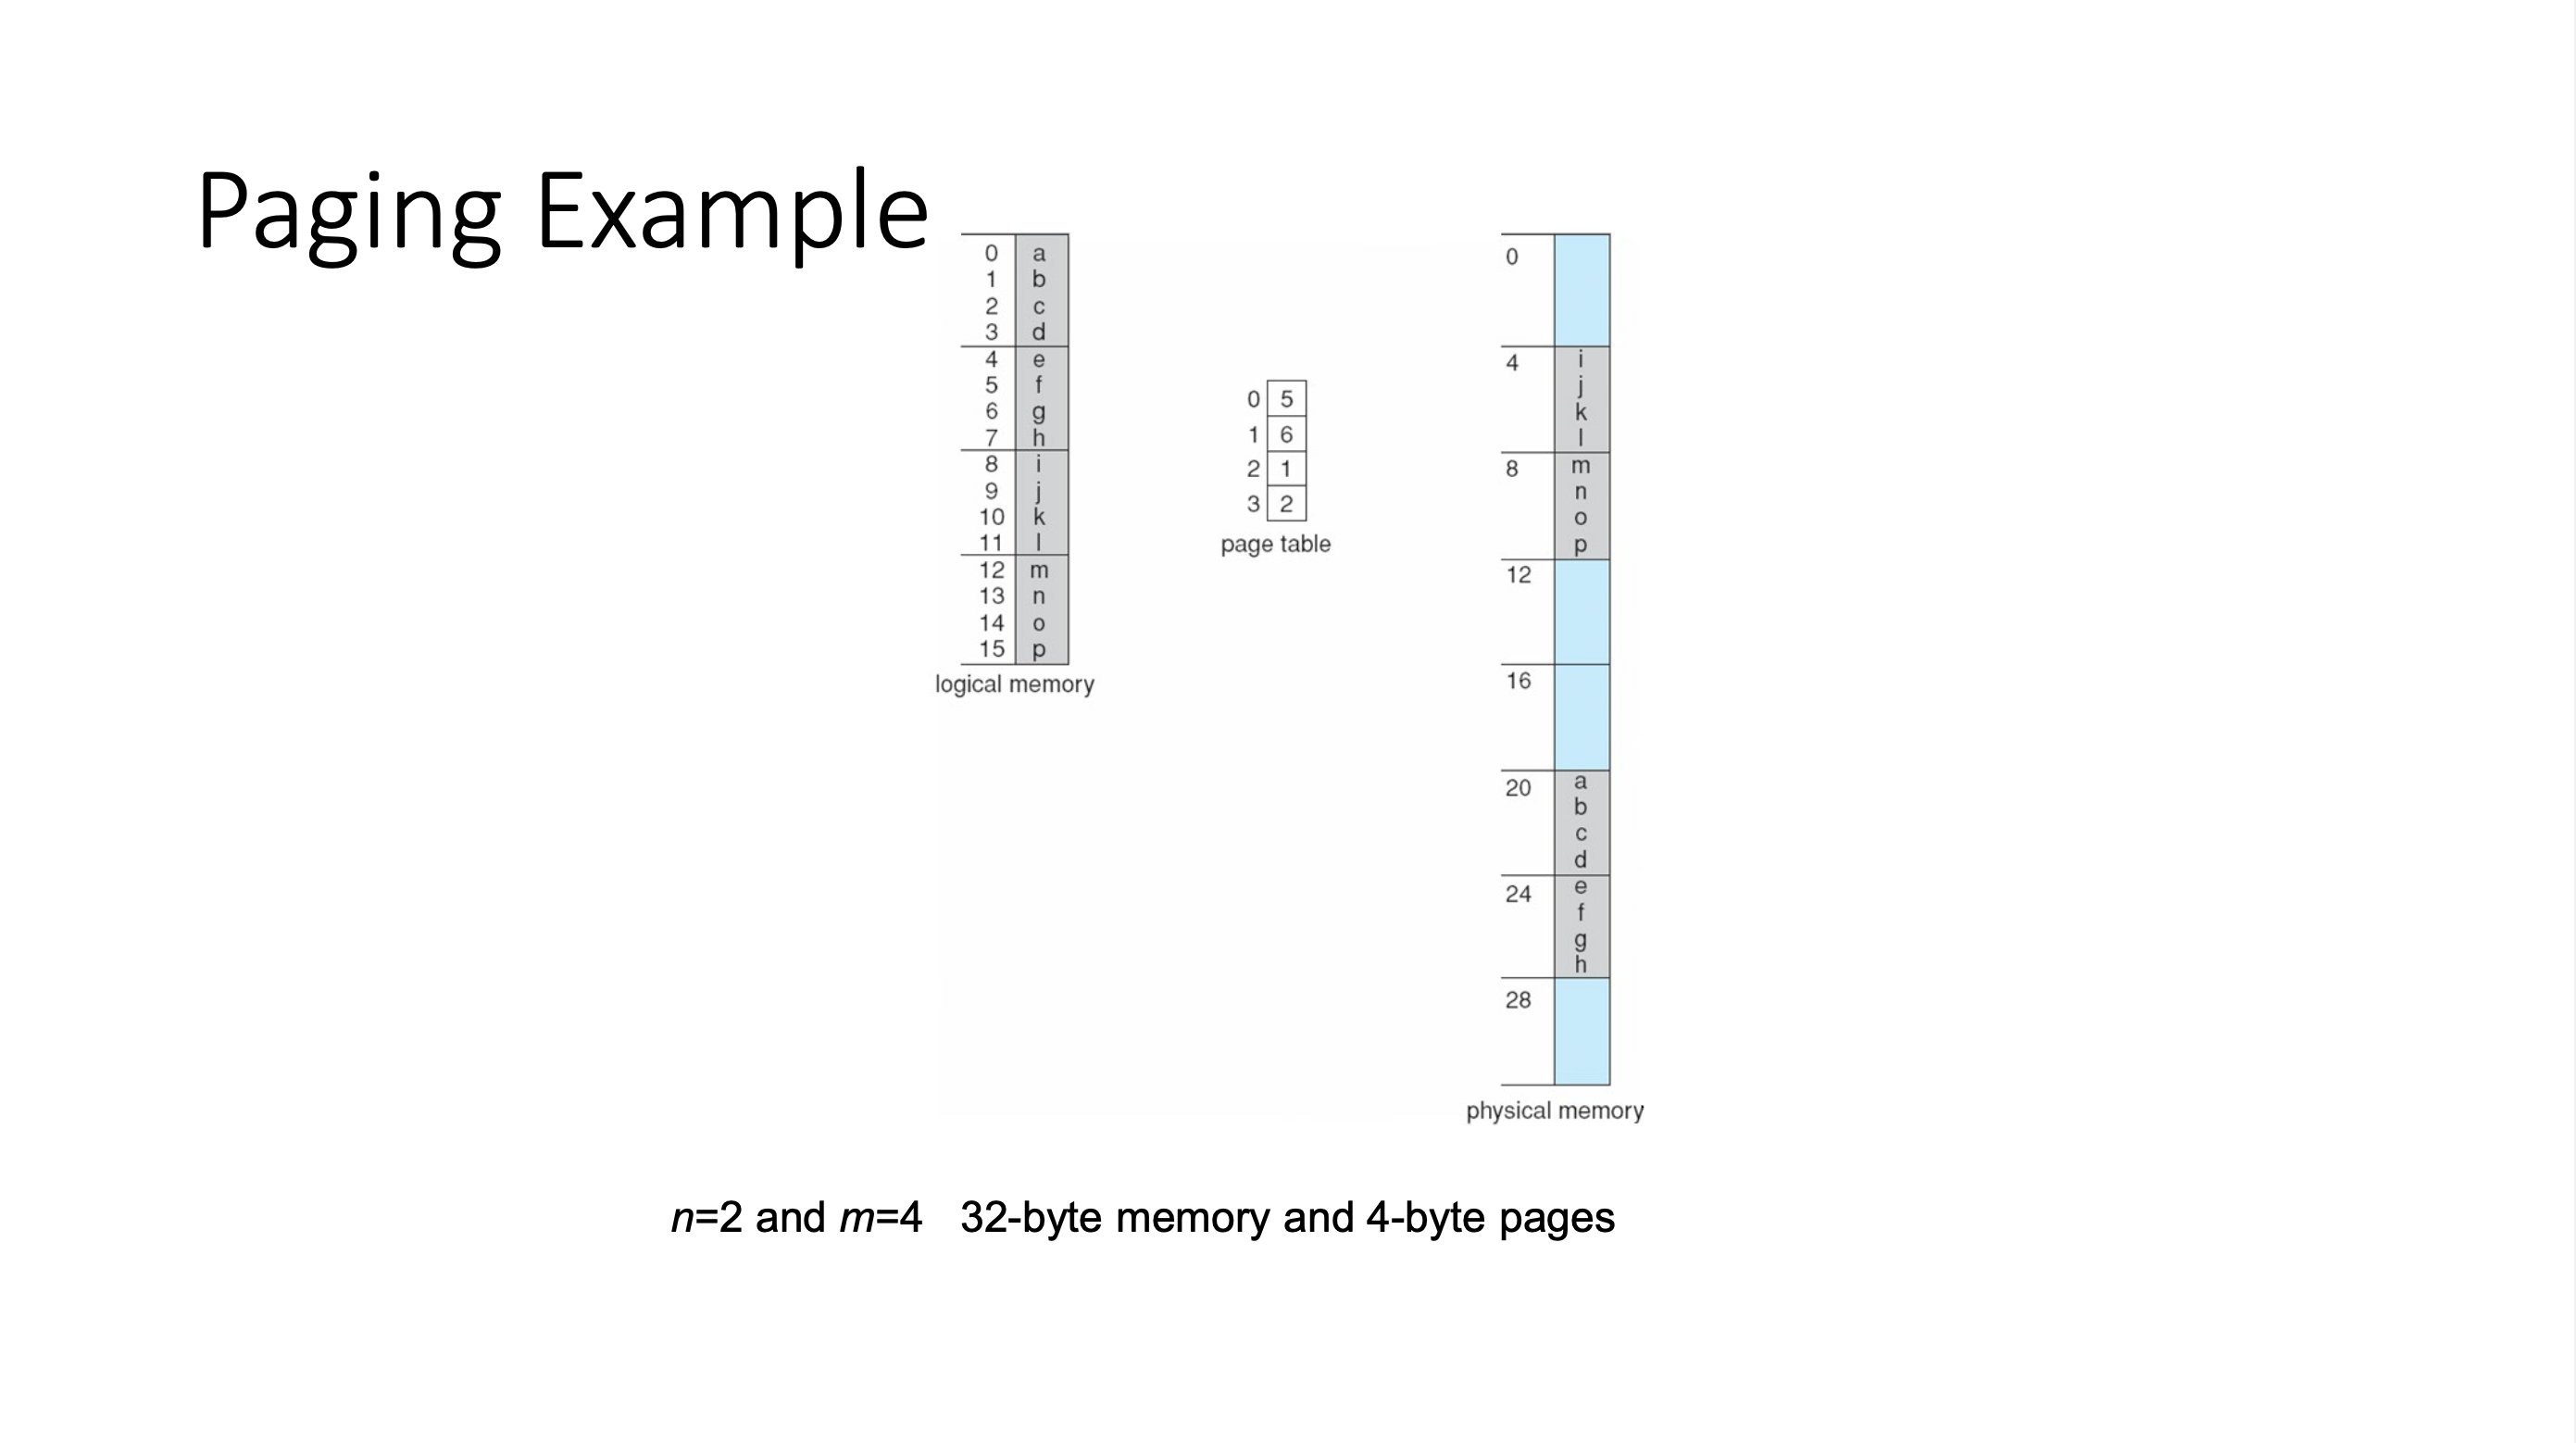 Paging Example
0 a
1 b
2 c
3 d
4 e
5 f
6 g
7 h
8 i
9 j
10 k
11 l
12 m
13 n
14 o
15 p
logical memory
0 5
1 6
2 1
3 2
page table
0
4 i
j
k
l
8 m
n
o
p
12
16
20 a
b
c
d
24 e
f
g
h
28
physical memory
n=2 and m=4 32-byte memory and 4-byte pages